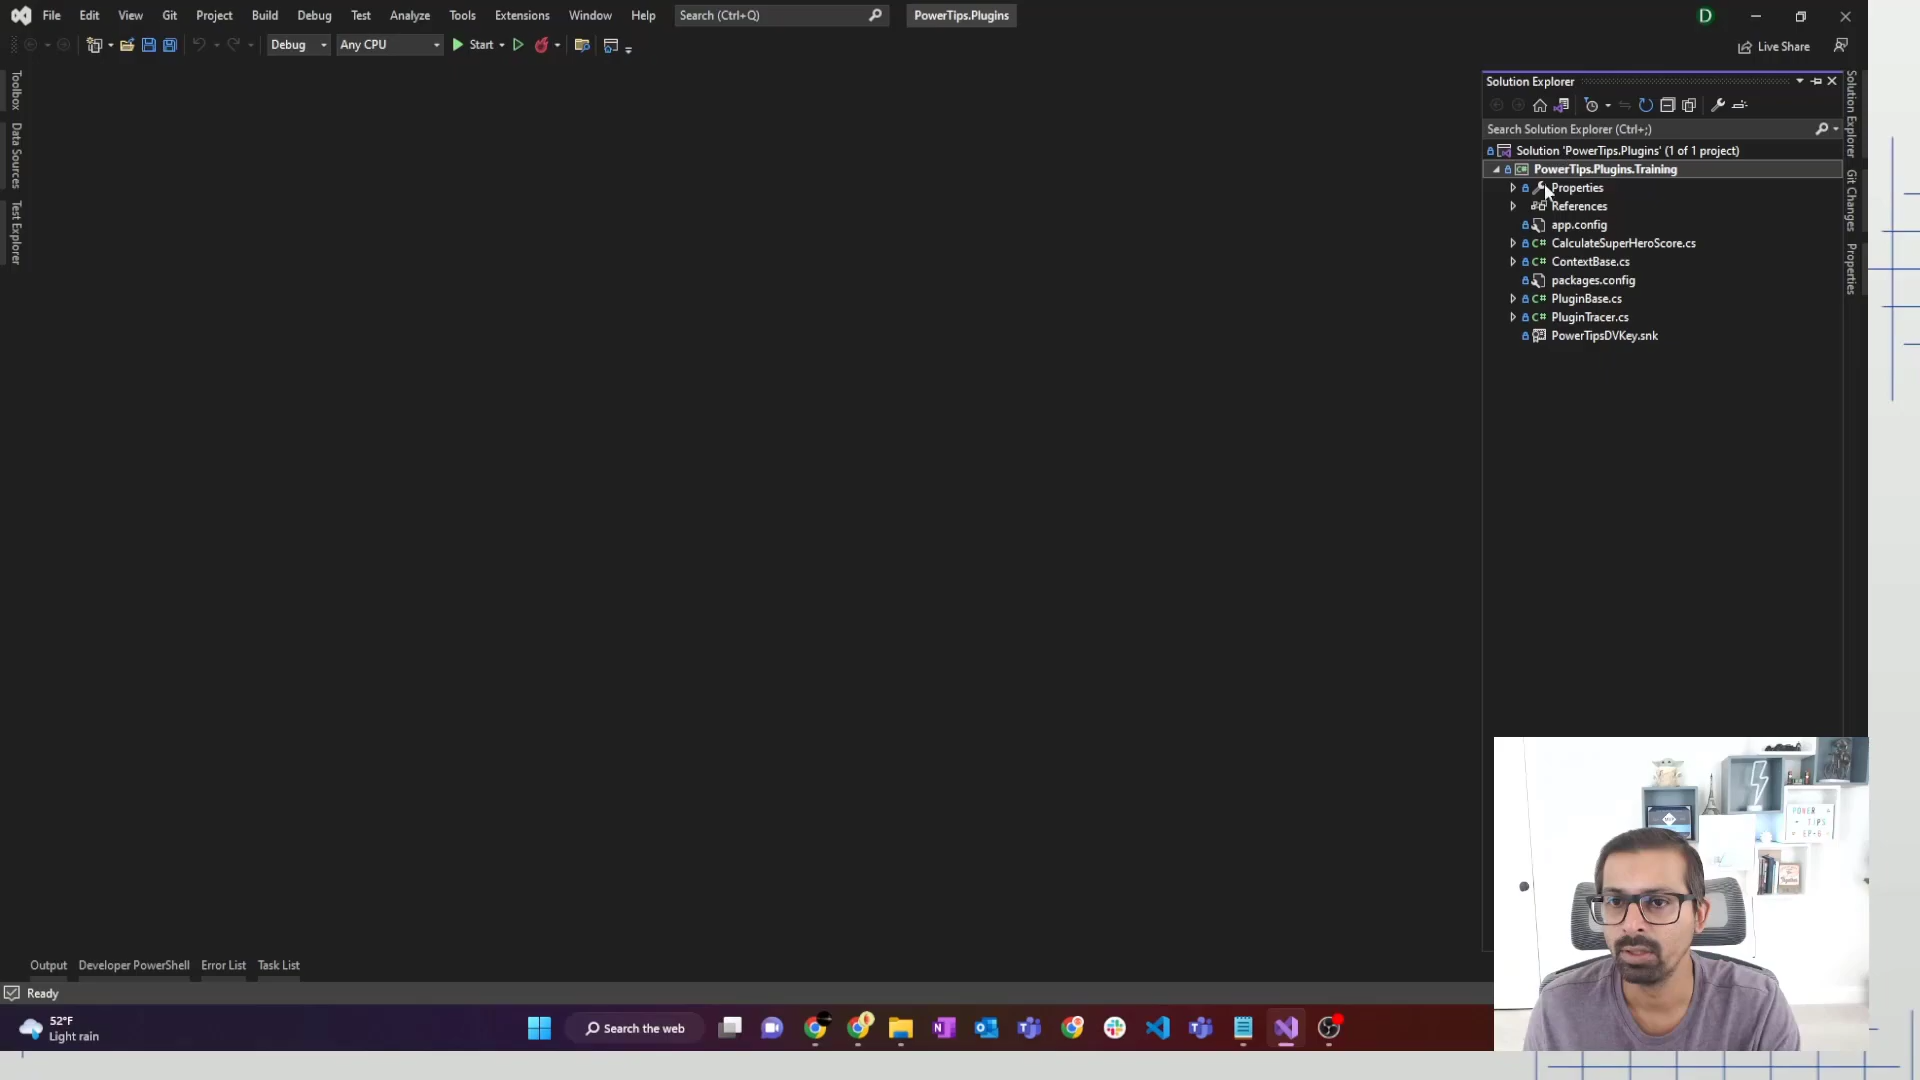 File Edit View Git Project Build Debug Test Analyze Tools Extensions Window Help Search (Ctrl+Q) PowerTips.Plugins D
Debug Any CPU Start Live Share
Toolbox
Data Sources
Test Explorer
Solution Explorer
Search Solution Explorer (Ctrl+;)
Solution 'PowerTips.Plugins' (1 of 1 project)
PowerTips.Plugins.Training
Properties
References
app.config
C# CalculateSuperHeroScore.cs
C# ContextBase.cs
packages.config
C# PluginBase.cs
C# PluginTracer.cs
PowerTipsDVKey.snk
Solution Explorer
Git Changes
Properties
POWER
- TIPS
EP-6
Output Developer PowerShell Error List Task List
Ready
52°F
Light rain
Search the web